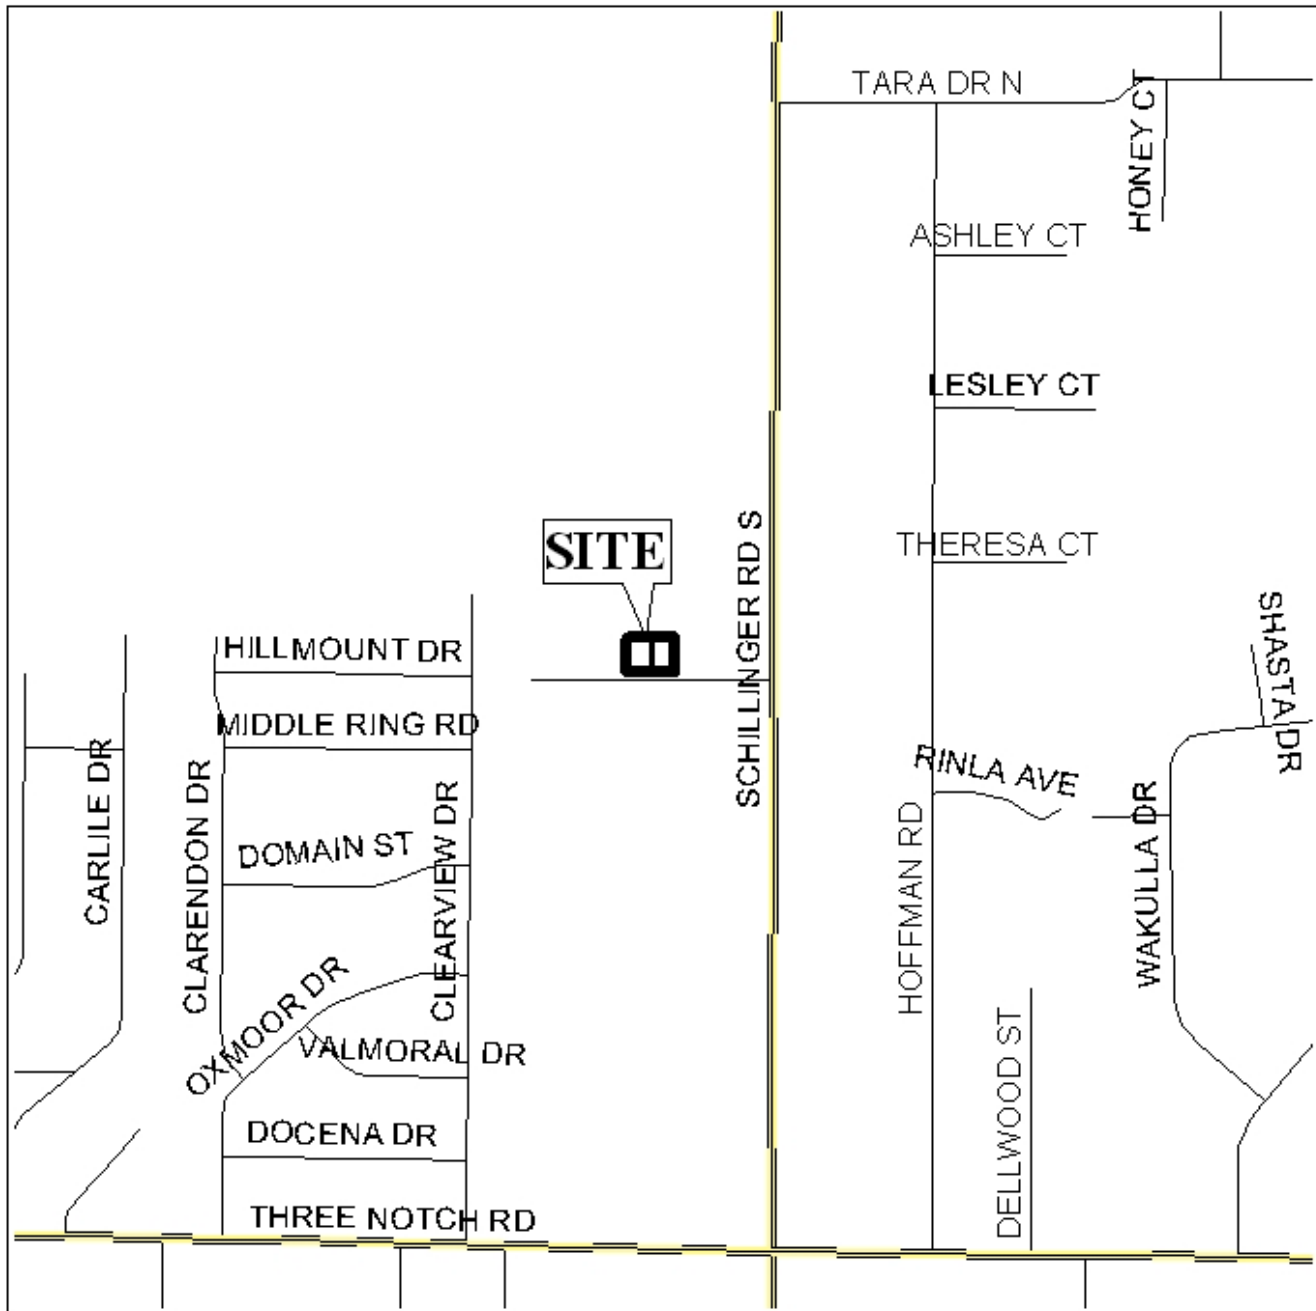 TARA DR N
HONEY CT
ASHLEY CT
LESLEY CT
SCHILLINGER RD S
SITE
THERESA CT
SHASTA DR
HILLMOUNT DR
MIDDLE RING RD
CARLILE DR
CLARENDON DR
CLEARVIEW DR
RINLA AVE
WAKULLA DR
HOFFMAN RD
DOMAIN ST
OXMOOR DR
VALMORAL DR
DELLWOOD ST
DOCENA DR
THREE NOTCH RD